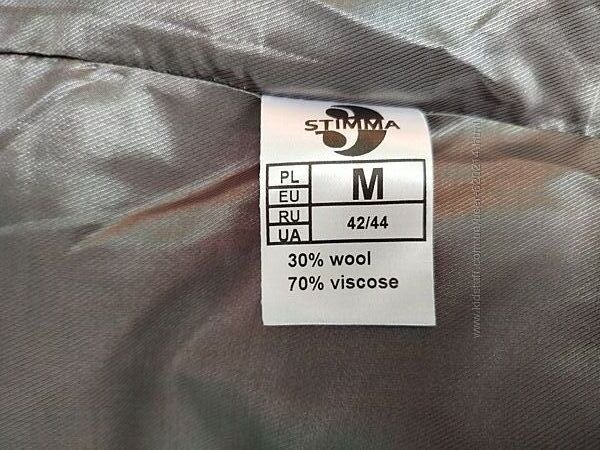 STIMMA
PL
EU
M
RU
UA
42/44
30% wool
70% viscose